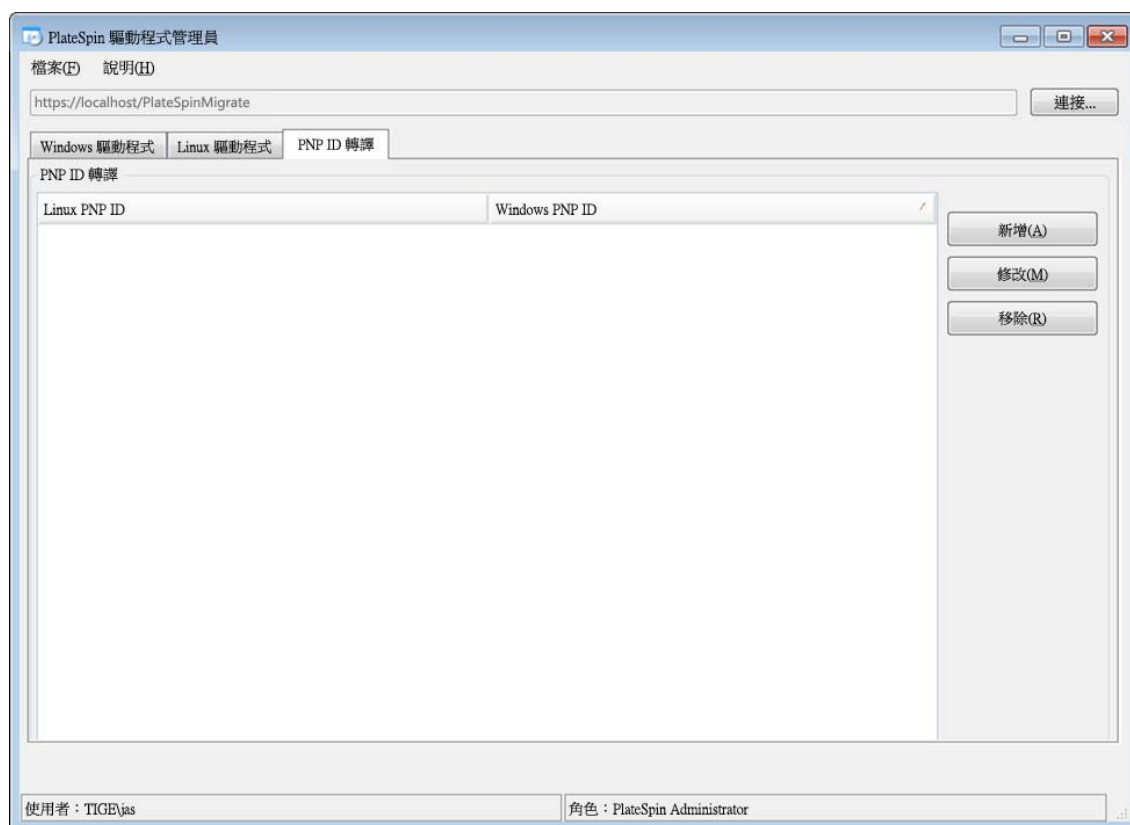 PlateSpin 驅動程式管理員
檔案(F) 說明(H)
https://localhost/PlateSpinMigrate 連接...
Windows 驅動程式 Linux 驅動程式 PNP ID 轉譯
PNP ID 轉譯
Linux PNP ID Windows PNP ID
新增(A)
修改(M)
移除(R)
使用者：TIGE\jas 角色：PlateSpin Administrator